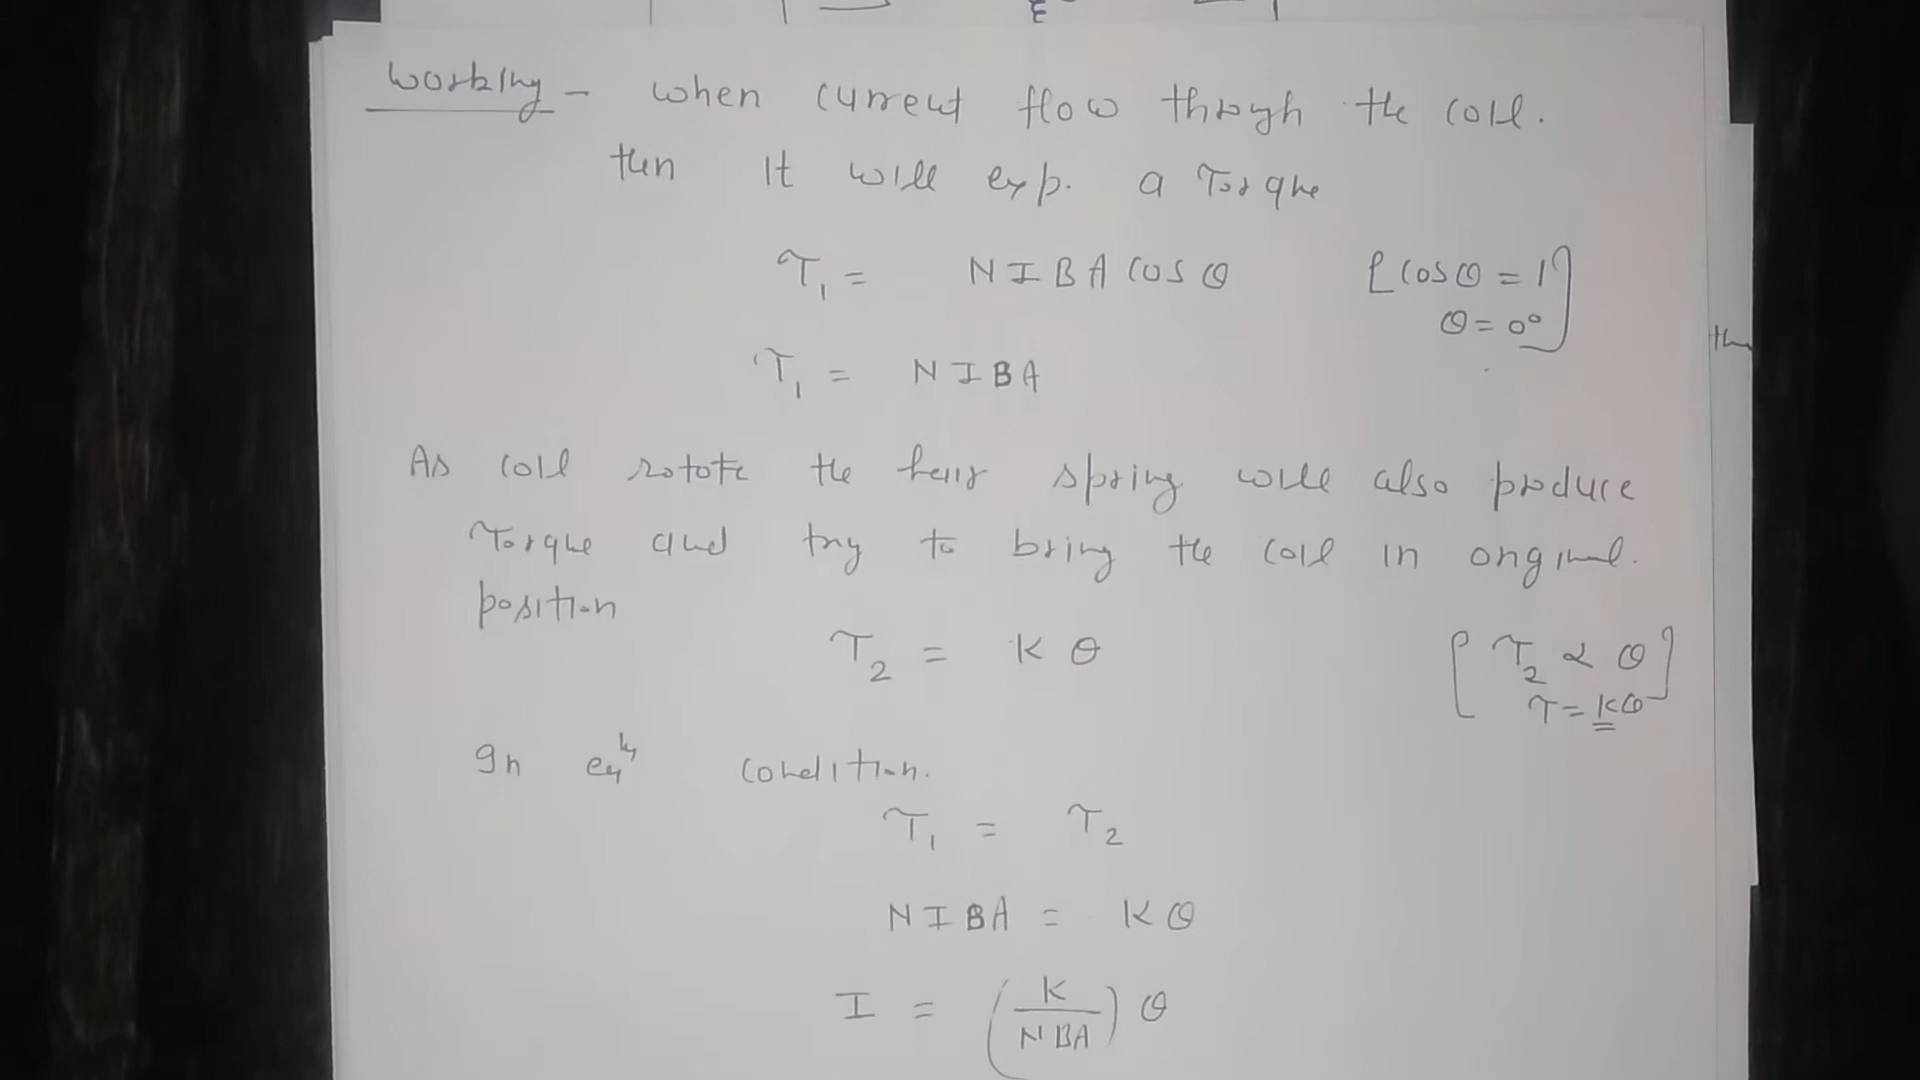 ε
Working - when current flow through the coil.
then it will exp. a Torque
τ₁ = NIBA cos θ [cos θ = 1
θ = 0°]
τ₁ = NIBA
th
As coil rotate the hair spring will also produce
Torque and try to bring the coil in original.
position
τ₂ = K θ [τ₂ ∝ θ
τ = kθ]
In eqᵇ condition.
τ₁ = τ₂
NIBA = Kθ
I = (K/NBA) θ